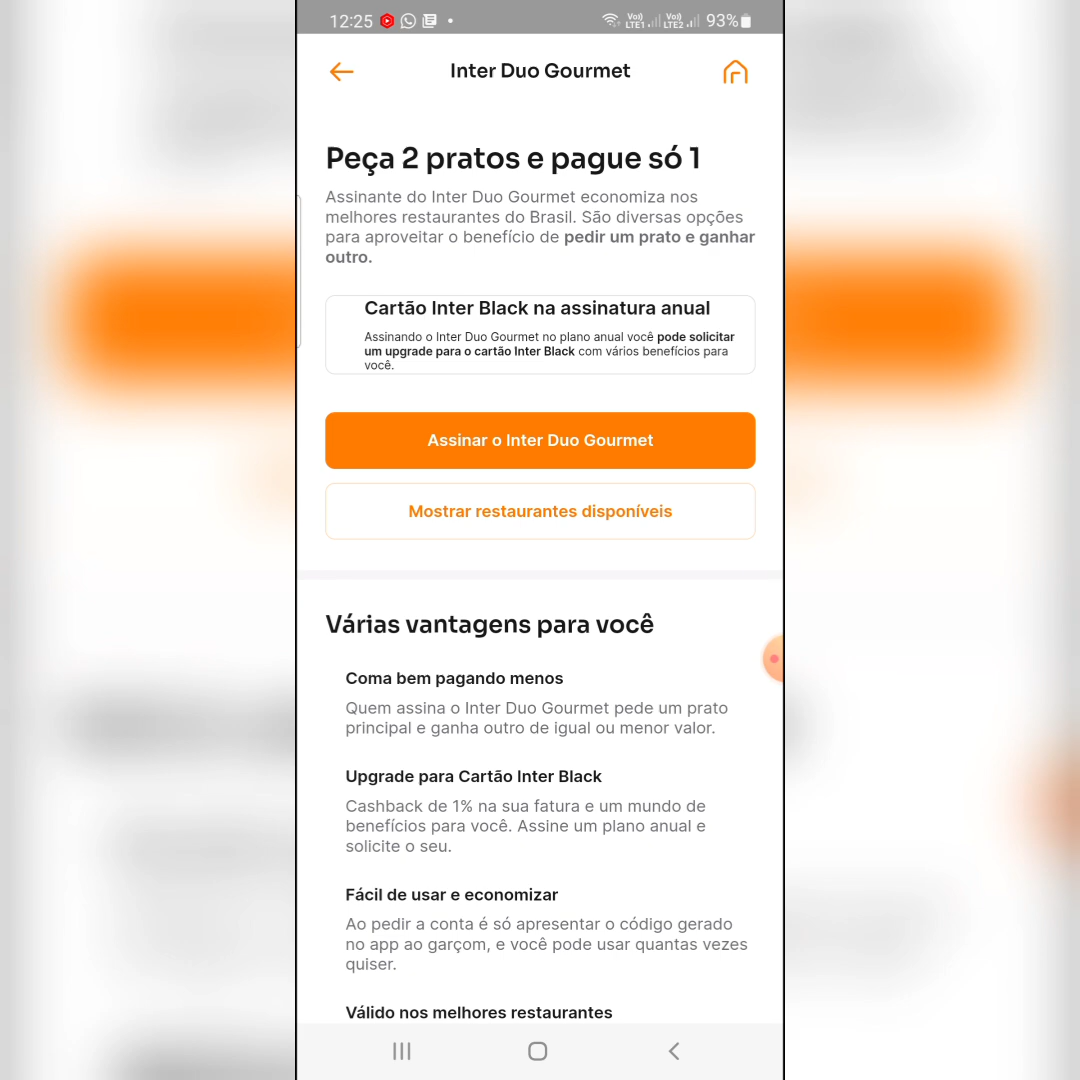 12:25
Vo)) LTE1 Vo)) LTE2 93%
Inter Duo Gourmet
Peça 2 pratos e pague só 1
Assinante do Inter Duo Gourmet economiza nos
melhores restaurantes do Brasil. São diversas opções
para aproveitar o benefício de pedir um prato e ganhar
outro.
Cartão Inter Black na assinatura anual
Assinando o Inter Duo Gourmet no plano anual você pode solicitar
um upgrade para o cartão Inter Black com vários benefícios para
você.
Assinar o Inter Duo Gourmet
Mostrar restaurantes disponíveis
Várias vantagens para você
Coma bem pagando menos
Quem assina o Inter Duo Gourmet pede um prato
principal e ganha outro de igual ou menor valor.
Upgrade para Cartão Inter Black
Cashback de 1% na sua fatura e um mundo de
benefícios para você. Assine um plano anual e
solicite o seu.
Fácil de usar e economizar
Ao pedir a conta é só apresentar o código gerado
no app ao garçom, e você pode usar quantas vezes
quiser.
Válido nos melhores restaurantes